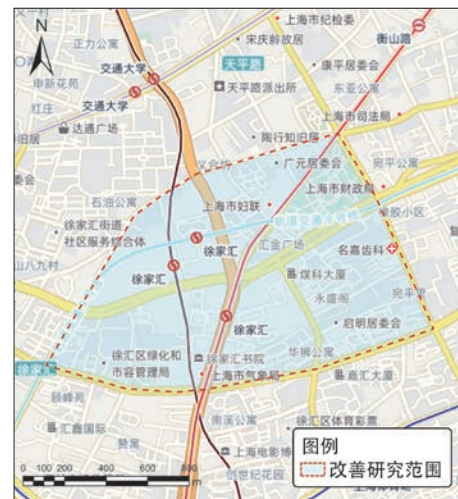 N
正力公寓
上海市纪检委
宋庆龄故居
衡山路
交通大学
康平居委会
申新花苑
天平路
东亚公寓
红庄
交通大学
天平路派出所
上海市司法局
达通广场
陶行知旧居
广元居委会
宛平公寓
石油公寓
上海市财政局
上海市妇联
徐家汇街道
社区服务综合体
徐家汇
汇金广场
名嘉齿科
山八九村
徐家汇
煤科大厦
永盛阁
徐家汇
启明居委会
徐汇区绿化和
市容管理局
徐家汇书院
华狮公寓
徐家汇
上海市气象局
颐峰苑
嘉汇大厦
汇鑫国际
南溪公寓
徐汇区体育彩票
赞寓
上海电影博
创世纪花园
图例
改善研究范围
0 100 200 400 600 800
m